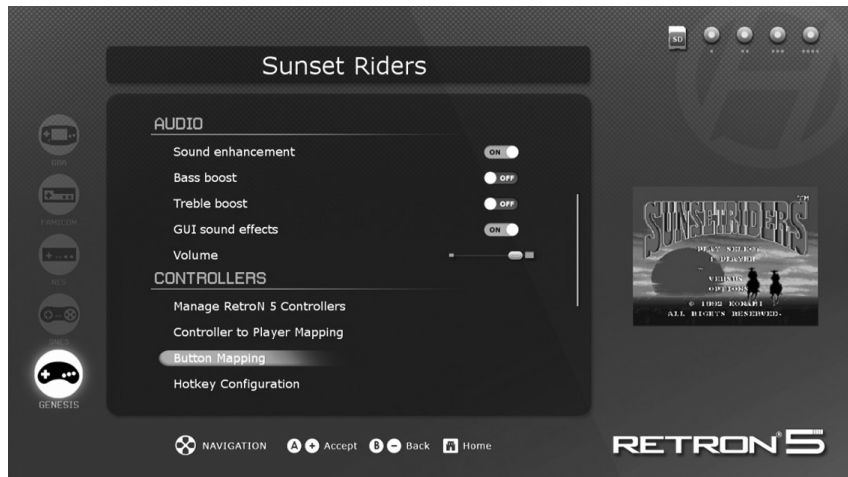 Sunset Riders
SD
AUDIO
Sound enhancement ON
Bass boost OFF
Treble boost OFF
GUI sound effects ON
Volume
CONTROLLERS
Manage RetroN 5 Controllers
Controller to Player Mapping
Button Mapping
Hotkey Configuration
GBA
FAMICOM
NES
SNES
GENESIS
SUNSET RIDERS TM
PLAY SELECT
1 PLAYER
VERSUS
OPTIONS
© 1992 KONAMI
ALL RIGHTS RESERVED.
NAVIGATION A + Accept B - Back Home
RETRON® 5